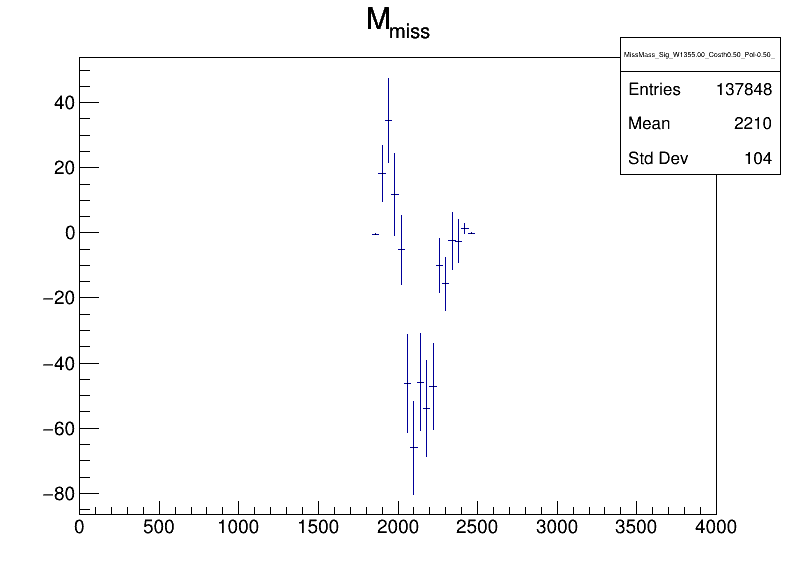 M_miss
MissMass_Sig_W1355.00_Costh0.50_Pol-0.50_
Entries 137848
Mean 2210
Std Dev 104
40
20
0
−20
−40
−60
−80
0 500 1000 1500 2000 2500 3000 3500 4000